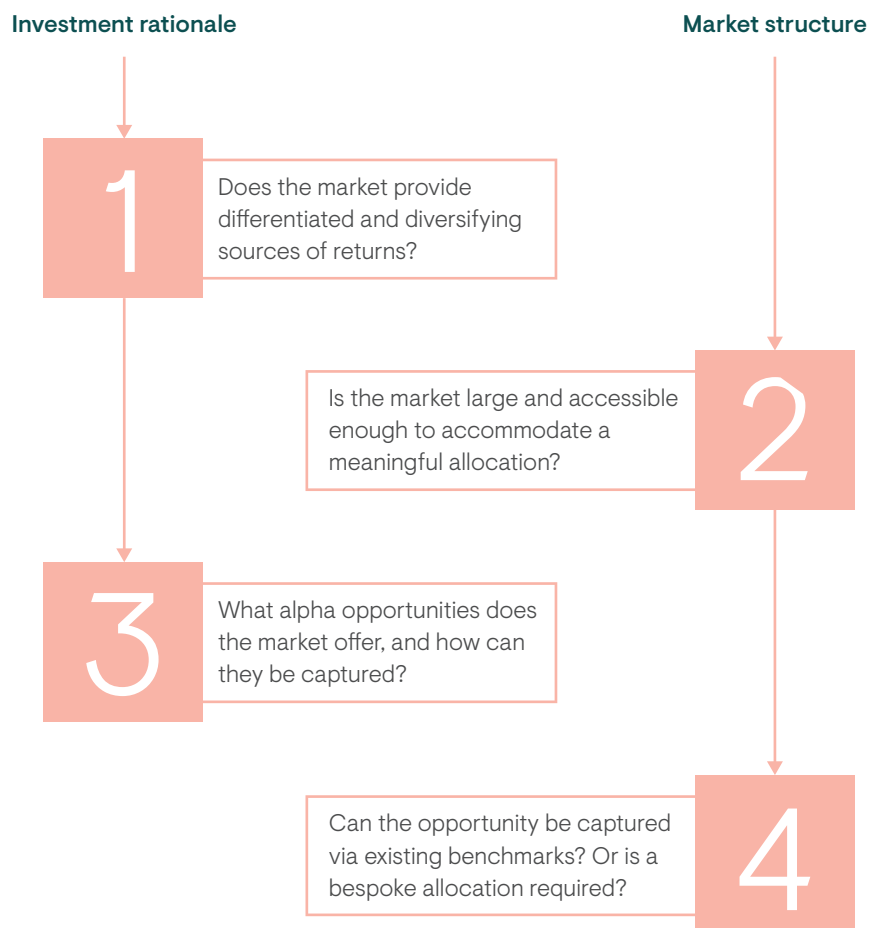 Investment rationale
Market structure
1
Does the market provide
differentiated and diversifying
sources of returns?
2
Is the market large and accessible
enough to accommodate a
meaningful allocation?
3
What alpha opportunities does
the market offer, and how can
they be captured?
4
Can the opportunity be captured
via existing benchmarks? Or is a
bespoke allocation required?